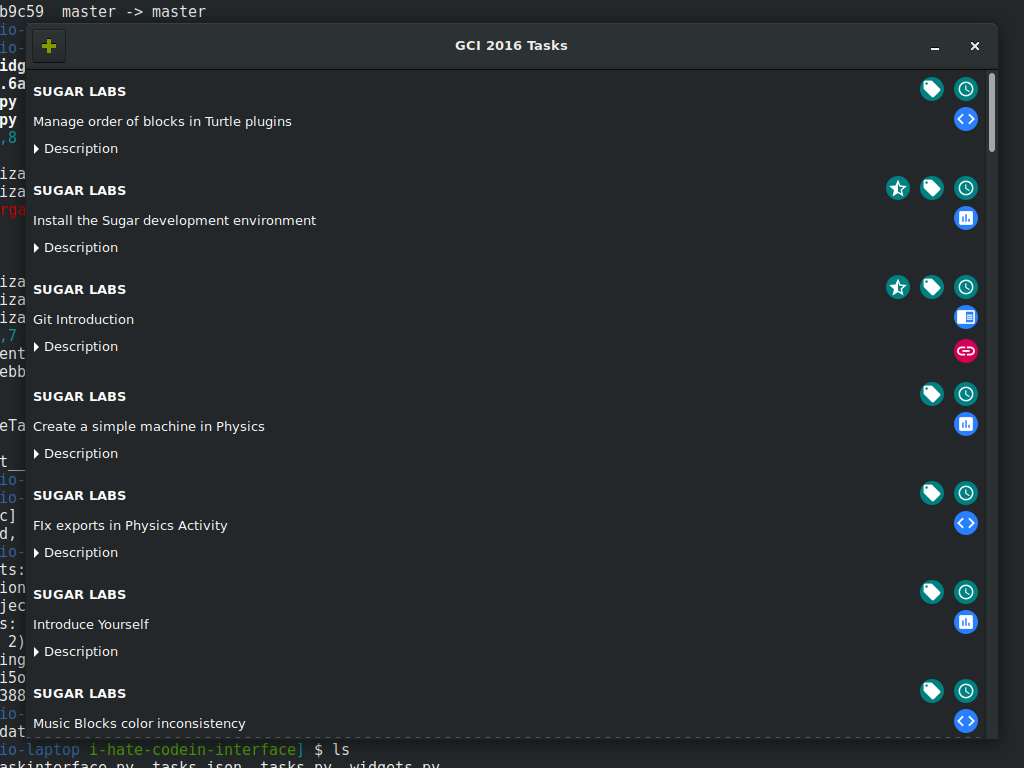 b9c59  master -> master
GCI 2016 Tasks
SUGAR LABS
Manage order of blocks in Turtle plugins
Description
SUGAR LABS
Install the Sugar development environment
Description
SUGAR LABS
Git Introduction
Description
SUGAR LABS
Create a simple machine in Physics
Description
SUGAR LABS
FIx exports in Physics Activity
Description
SUGAR LABS
Introduce Yourself
Description
SUGAR LABS
Music Blocks color inconsistency
io-
io-
idg
.6a
py
py
,8
iza
iza
rga
iza
iza
iza
,7
ent
ebb
eTa
t__
io-
io-
c]
d,
io-
ts:
ion
jec
s:
2)
ing
i5o
388
io-
dat
io-laptop i-hate-codein-interface] $ ls
askinterface.py  tasks.json  tasks.py  widgets.py